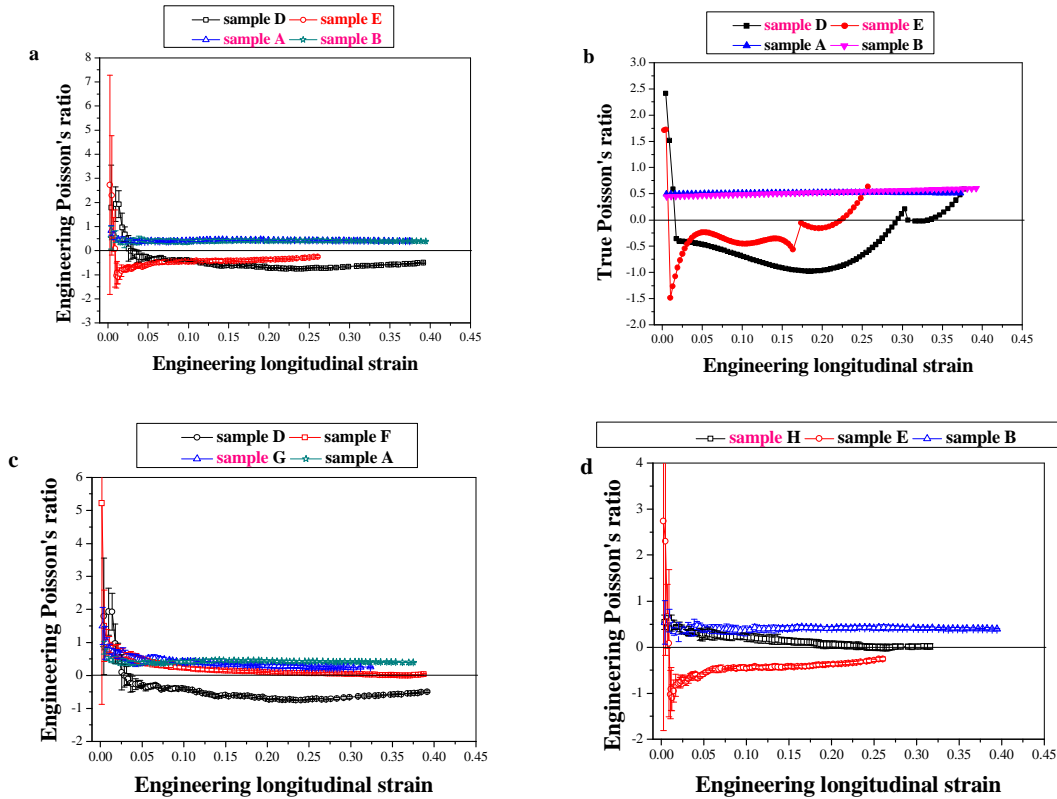 sample D sample E
sample A sample B
a
Engineering Poisson's ratio
8
7
6
5
4
3
2
1
0
-1
-2
-3
0.00 0.05 0.10 0.15 0.20 0.25 0.30 0.35 0.40
Engineering longitudinal strain
sample D sample E
sample A sample B
b
True Poisson's ratio
3.0
2.5
2.0
1.5
1.0
0.5
0.0
-0.5
-1.0
-1.5
-2.0
0.00 0.05 0.10 0.15 0.20 0.25 0.30 0.35 0.40 0.45
Engineering longitudinal strain
sample D sample F
sample G sample A
c
Engineering Poisson's ratio
6
5
4
3
2
1
0
-1
-2
0.00 0.05 0.10 0.15 0.20 0.25 0.30 0.35 0.40 0.45
Engineering longitudinal strain
sample H sample E sample B
d
Engineering Poisson's ratio
4
3
2
1
0
-1
-2
0.00 0.05 0.10 0.15 0.20 0.25 0.30 0.35 0.40 0.45
Engineering longitudinal strain